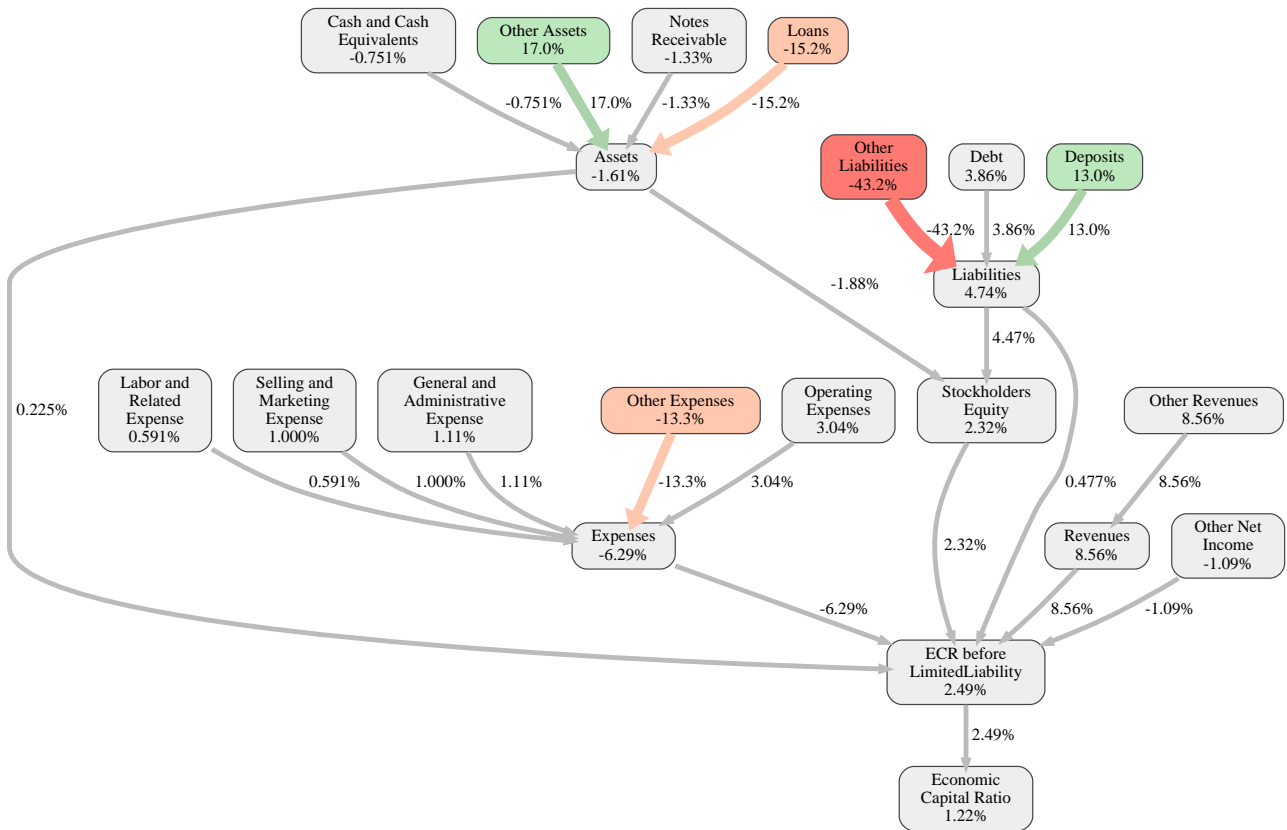 Cash and Cash
Equivalents
-0.751%
Other Assets
17.0%
Notes
Receivable
-1.33%
Loans
-15.2%
-0.751%
17.0%
-1.33%
-15.2%
Assets
-1.61%
Other
Liabilities
-43.2%
Debt
3.86%
Deposits
13.0%
-43.2%
3.86%
13.0%
Liabilities
4.74%
-1.88%
4.47%
0.225%
Labor and
Related
Expense
0.591%
Selling and
Marketing
Expense
1.000%
General and
Administrative
Expense
1.11%
Other Expenses
-13.3%
Operating
Expenses
3.04%
Stockholders
Equity
2.32%
Other Revenues
8.56%
0.591%
1.000%
1.11%
-13.3%
3.04%
0.477%
8.56%
Expenses
-6.29%
2.32%
Revenues
8.56%
Other Net
Income
-1.09%
-6.29%
8.56%
-1.09%
ECR before
LimitedLiability
2.49%
2.49%
Economic
Capital Ratio
1.22%